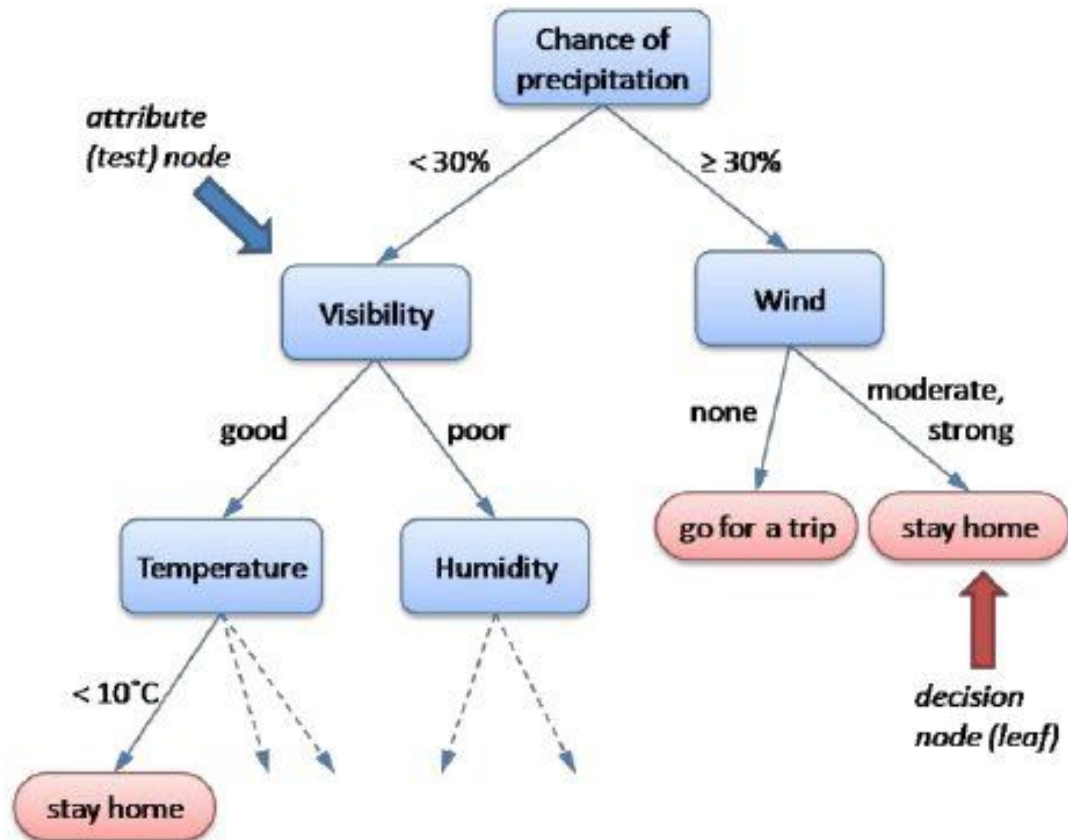 Chance of
precipitation
attribute
(test) node
< 30%
≥ 30%
Visibility
Wind
good
poor
none
moderate,
strong
Temperature
Humidity
go for a trip
stay home
< 10˚C
decision
node (leaf)
stay home